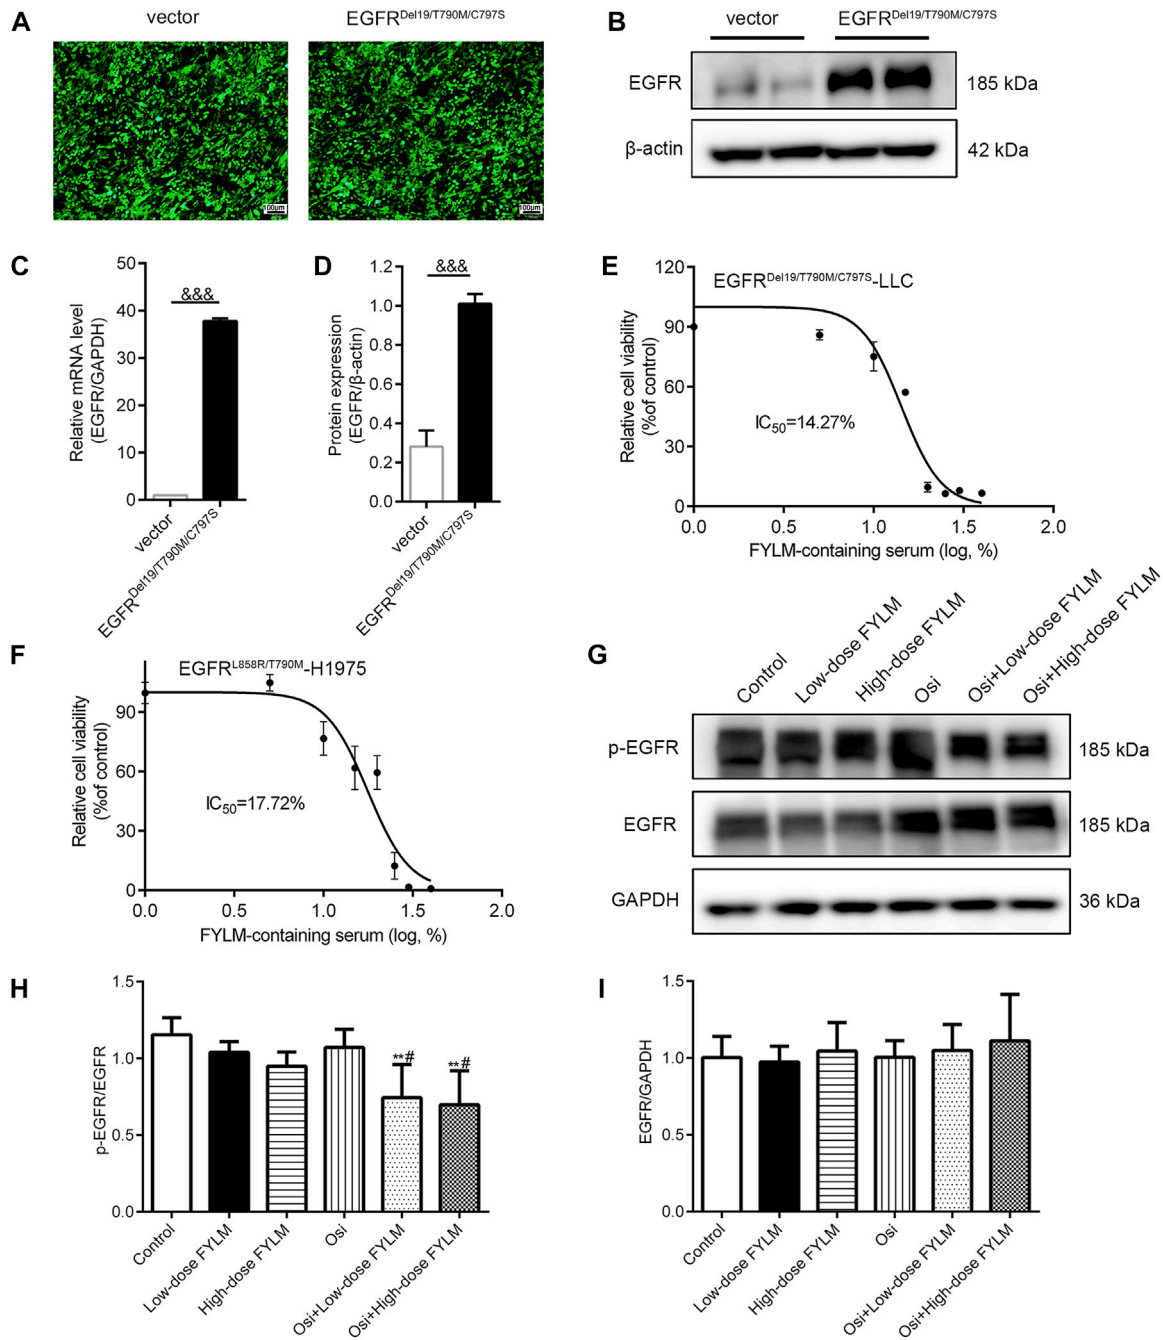 A
vector
EGFRDel19/T790M/C797S
100μm
100μm
B
vector
EGFRDel19/T790M/C797S
EGFR
185 kDa
β-actin
42 kDa
C
Relative mRNA level
(EGFR/GAPDH)
50
40
30
20
10
0
&&&
vector
EGFRDel19/T790M/C797S
D
Protein expression
(EGFR/β-actin)
1.2
1.0
0.8
0.6
0.4
0.2
0.0
&&&
vector
EGFRDel19/T790M/C797S
E
EGFRDel19/T790M/C797S-LLC
Relative cell viability
(%of control)
120
90
60
30
0
IC50=14.27%
0.0 0.5 1.0 1.5 2.0
FYLM-containing serum (log, %)
F
EGFRL858R/T790M-H1975
Relative cell viability
(%of control)
90
60
30
0
IC50=17.72%
0.0 0.5 1.0 1.5 2.0
FYLM-containing serum (log, %)
G
Control
Low-dose FYLM
High-dose FYLM
Osi
Osi+Low-dose FYLM
Osi+High-dose FYLM
p-EGFR
185 kDa
EGFR
185 kDa
GAPDH
36 kDa
H
p-EGFR/EGFR
1.5
1.0
0.5
0.0
**#
**#
Control
Low-dose FYLM
High-dose FYLM
Osi
Osi+Low-dose FYLM
Osi+High-dose FYLM
I
EGFR/GAPDH
1.5
1.0
0.5
0.0
Control
Low-dose FYLM
High-dose FYLM
Osi
Osi+Low-dose FYLM
Osi+High-dose FYLM